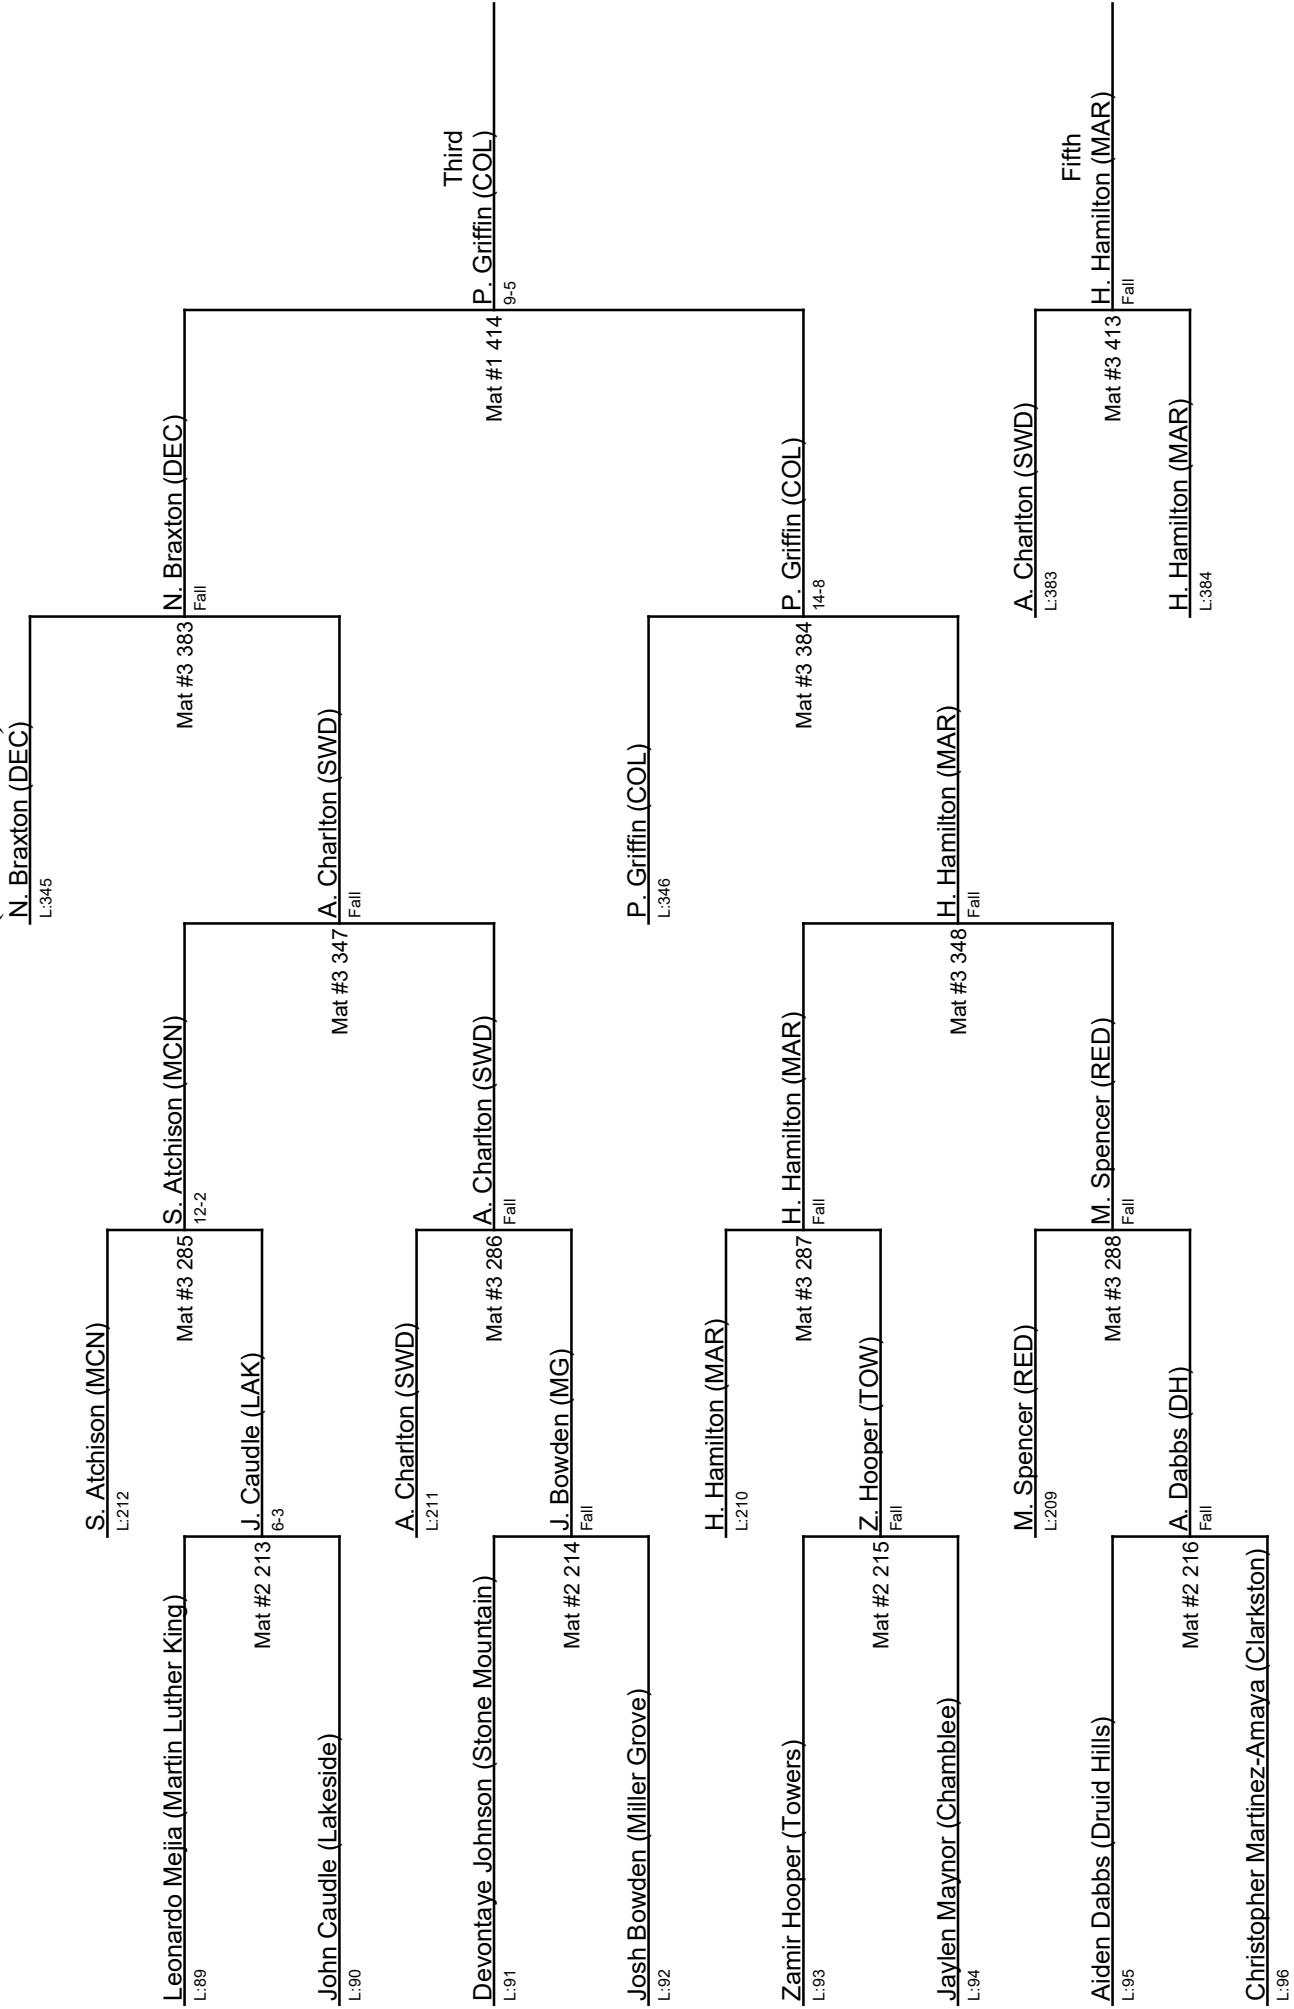 Leonardo Mejia (Martin Luther King)
L:89
John Caudle (Lakeside)
L:90
Devontaye Johnson (Stone Mountain)
L:91
Josh Bowden (Miller Grove)
L:92
Zamir Hooper (Towers)
L:93
Jaylen Maynor (Chamblee)
L:94
Aiden Dabbs (Druid Hills)
L:95
Christopher Martinez-Amaya (Clarkston)
L:96
Mat #2 213
Mat #2 214
Mat #2 215
Mat #2 216
S. Atchison (MCN)
L:212
J. Caudle (LAK)
6-3
A. Charlton (SWD)
L:211
J. Bowden (MG)
Fall
H. Hamilton (MAR)
L:210
Z. Hooper (TOW)
Fall
M. Spencer (RED)
L:209
A. Dabbs (DH)
Fall
Mat #3 285
Mat #3 286
Mat #3 287
Mat #3 288
S. Atchison (MCN)
12-2
A. Charlton (SWD)
Fall
H. Hamilton (MAR)
Fall
M. Spencer (RED)
Fall
Mat #3 347
Mat #3 348
N. Braxton (DEC)
L:345
A. Charlton (SWD)
Fall
P. Griffin (COL)
L:346
H. Hamilton (MAR)
Fall
Mat #3 383
Mat #3 384
N. Braxton (DEC)
Fall
P. Griffin (COL)
14-8
A. Charlton (SWD)
L:383
H. Hamilton (MAR)
L:384
Mat #1 414
Mat #3 413
Third
P. Griffin (COL)
9-5
Fifth
H. Hamilton (MAR)
Fall